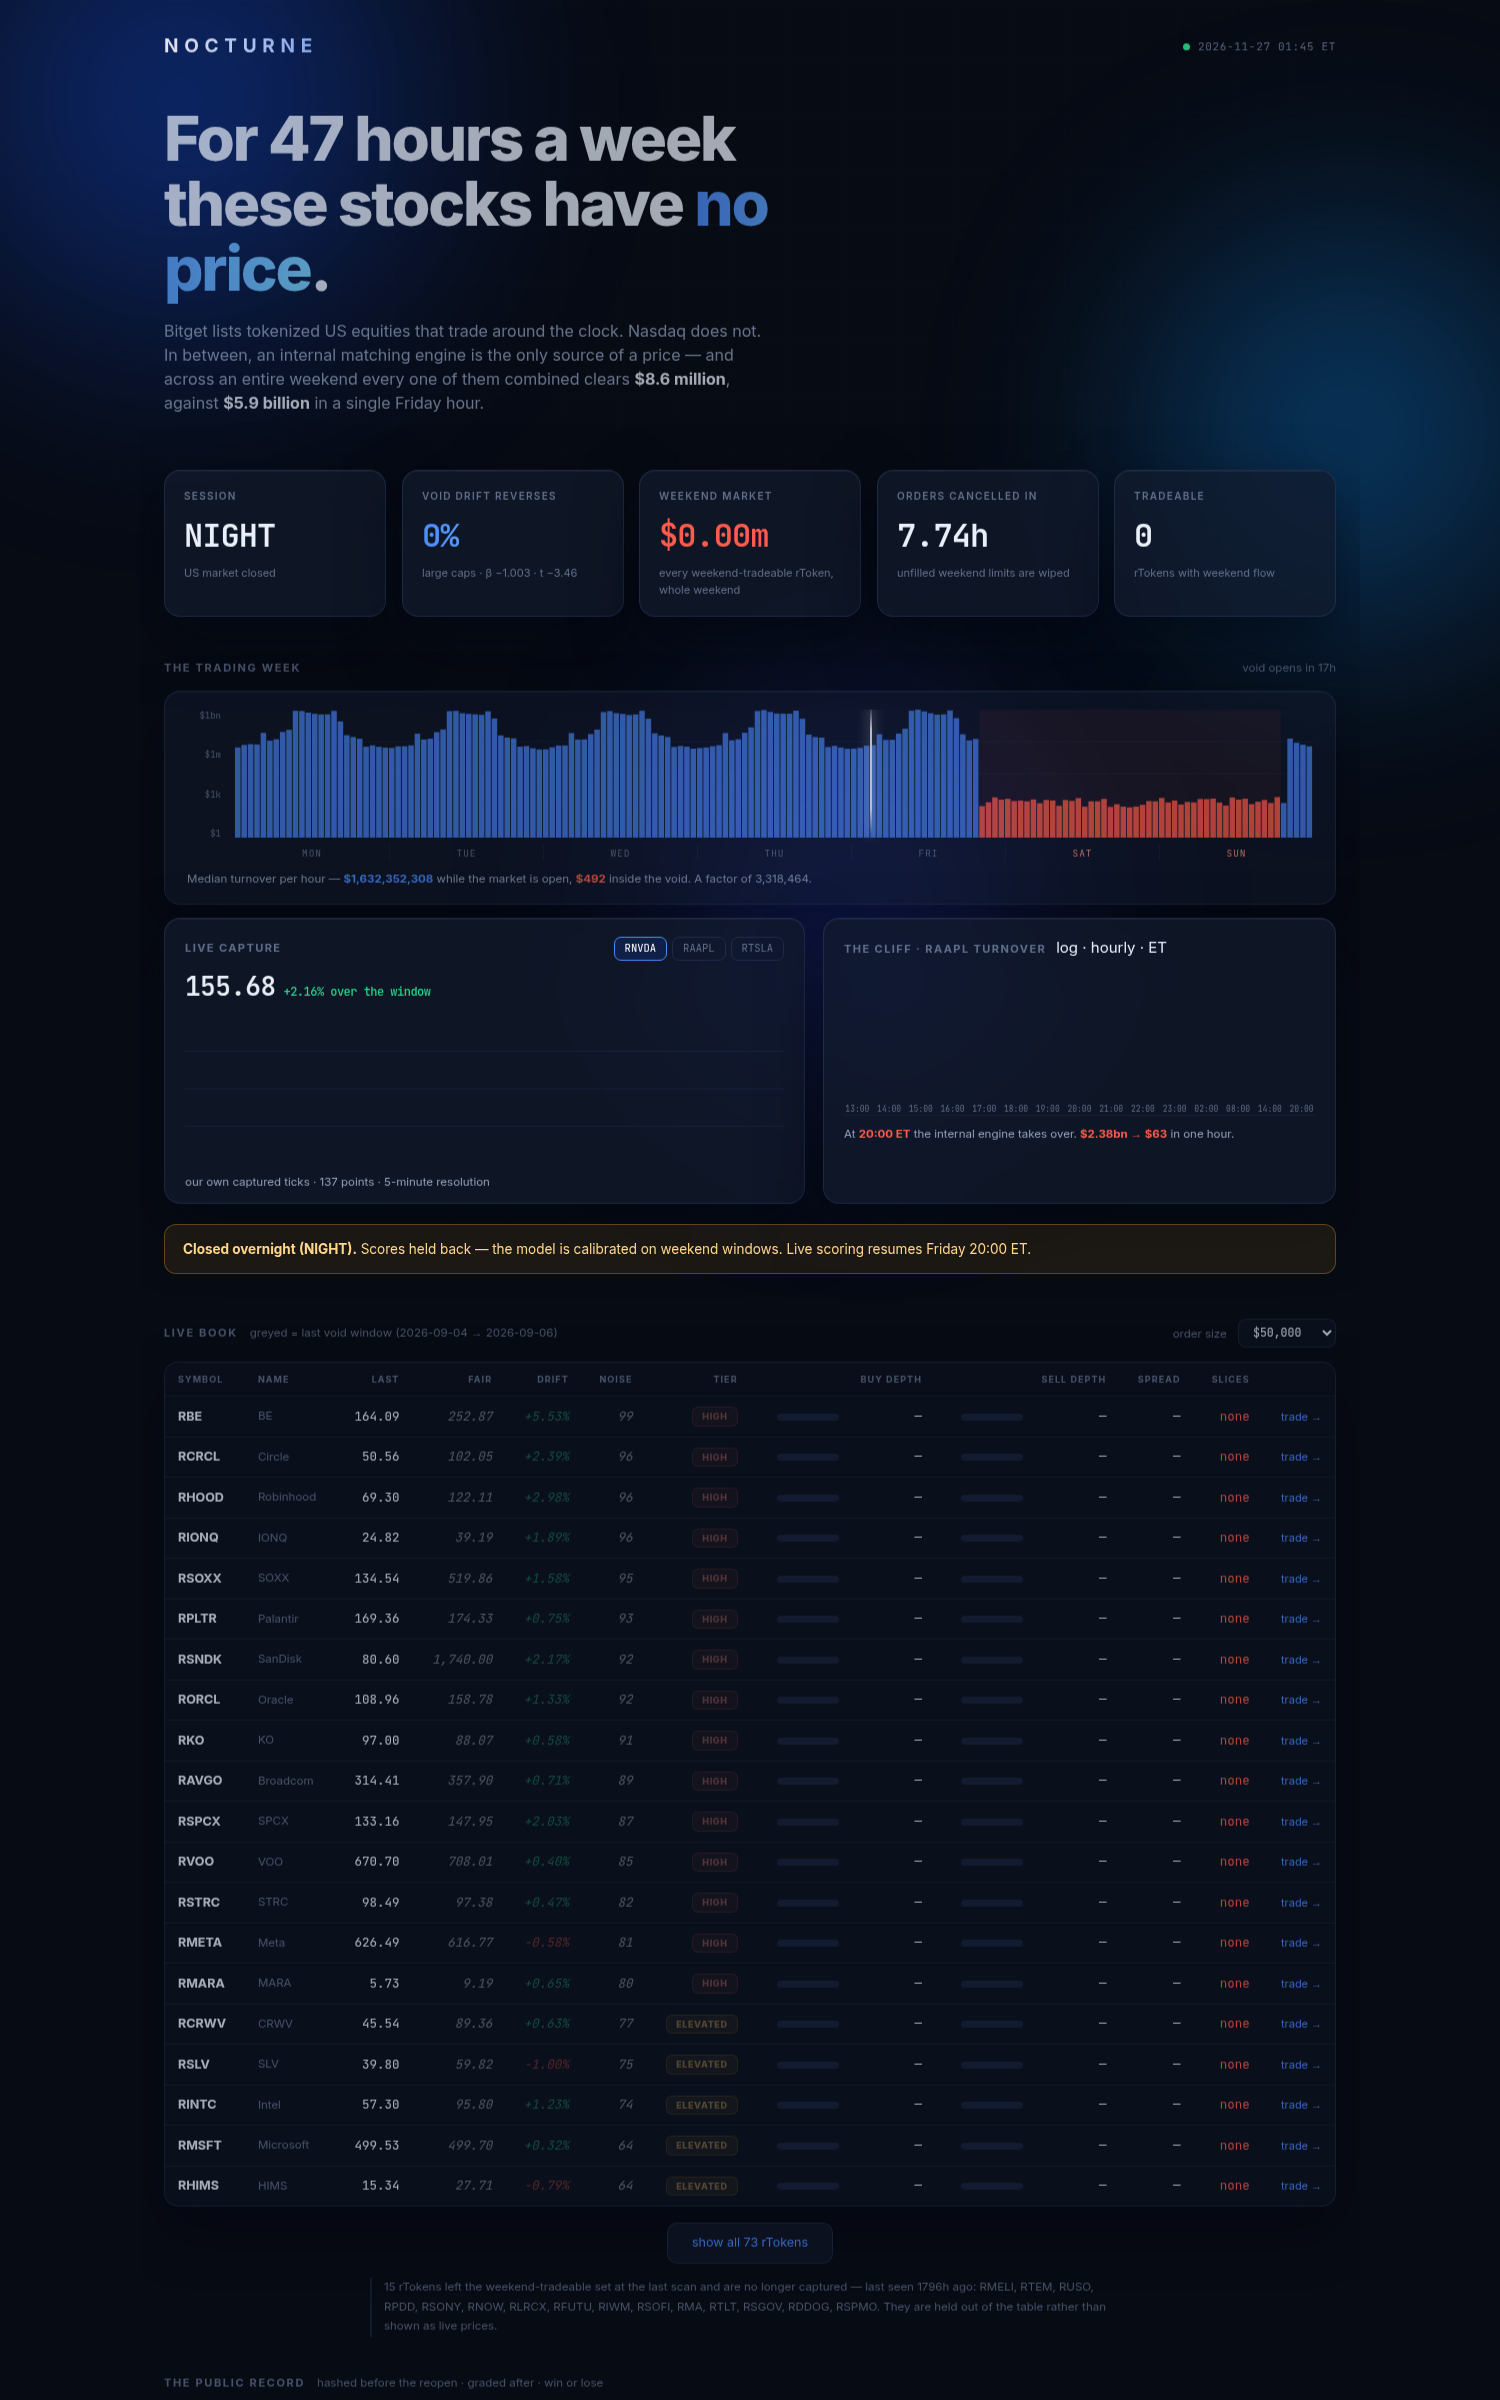 NOCTURNE
2026-11-27 01:45 ET
For 47 hours a week
these stocks have no
price.
Bitget lists tokenized US equities that trade around the clock. Nasdaq does not.
In between, an internal matching engine is the only source of a price — and
across an entire weekend every one of them combined clears $8.6 million,
against $5.9 billion in a single Friday hour.
SESSION
NIGHT
US market closed
VOID DRIFT REVERSES
0%
large caps · β −1.003 · t −3.46
WEEKEND MARKET
$0.00m
every weekend-tradeable rToken,
whole weekend
ORDERS CANCELLED IN
7.74h
unfilled weekend limits are wiped
TRADEABLE
0
rTokens with weekend flow
THE TRADING WEEK
void opens in 17h
$1bn
$1m
$1k
$1
MON TUE WED THU FRI SAT SUN
Median turnover per hour — $1,632,352,308 while the market is open, $492 inside the void. A factor of 3,318,464.
LIVE CAPTURE
RNVDA RAAPL RTSLA
155.68 +2.16% over the window
our own captured ticks · 137 points · 5-minute resolution
THE CLIFF · RAAPL TURNOVER log · hourly · ET
13:00 14:00 15:00 16:00 17:00 18:00 19:00 20:00 21:00 22:00 23:00 02:00 08:00 14:00 20:00
At 20:00 ET the internal engine takes over. $2.38bn → $63 in one hour.
Closed overnight (NIGHT). Scores held back — the model is calibrated on weekend windows. Live scoring resumes Friday 20:00 ET.
LIVE BOOK greyed = last void window (2026-09-04 → 2026-09-06)
order size $50,000
SYMBOL NAME LAST FAIR DRIFT NOISE TIER BUY DEPTH SELL DEPTH SPREAD SLICES
RBE BE 164.09 252.87 +5.53% 99 HIGH — — — none trade →
RCRCL Circle 50.56 102.05 +2.39% 96 HIGH — — — none trade →
RHOOD Robinhood 69.30 122.11 +2.98% 96 HIGH — — — none trade →
RIONQ IONQ 24.82 39.19 +1.89% 96 HIGH — — — none trade →
RSOXX SOXX 134.54 519.86 +1.58% 95 HIGH — — — none trade →
RPLTR Palantir 169.36 174.33 +0.75% 93 HIGH — — — none trade →
RSNDK SanDisk 80.60 1,740.00 +2.17% 92 HIGH — — — none trade →
RORCL Oracle 108.96 158.78 +1.33% 92 HIGH — — — none trade →
RKO KO 97.00 88.07 +0.58% 91 HIGH — — — none trade →
RAVGO Broadcom 314.41 357.90 +0.71% 89 HIGH — — — none trade →
RSPCX SPCX 133.16 147.95 +2.03% 87 HIGH — — — none trade →
RVOO VOO 670.70 708.01 +0.40% 85 HIGH — — — none trade →
RSTRC STRC 98.49 97.38 +0.47% 82 HIGH — — — none trade →
RMETA Meta 626.49 616.77 -0.58% 81 HIGH — — — none trade →
RMARA MARA 5.73 9.19 +0.65% 80 HIGH — — — none trade →
RCRWV CRWV 45.54 89.36 +0.63% 77 ELEVATED — — — none trade →
RSLV SLV 39.80 59.82 -1.00% 75 ELEVATED — — — none trade →
RINTC Intel 57.30 95.80 +1.23% 74 ELEVATED — — — none trade →
RMSFT Microsoft 499.53 499.70 +0.32% 64 ELEVATED — — — none trade →
RHIMS HIMS 15.34 27.71 -0.79% 64 ELEVATED — — — none trade →
show all 73 rTokens
15 rTokens left the weekend-tradeable set at the last scan and are no longer captured — last seen 1796h ago: RMELI, RTEM, RUSO,
RPDD, RSONY, RNOW, RLRCX, RFUTU, RIWM, RSOFI, RMA, RTLT, RSGOV, RDDOG, RSPMO. They are held out of the table rather than
shown as live prices.
THE PUBLIC RECORD hashed before the reopen · graded after · win or lose